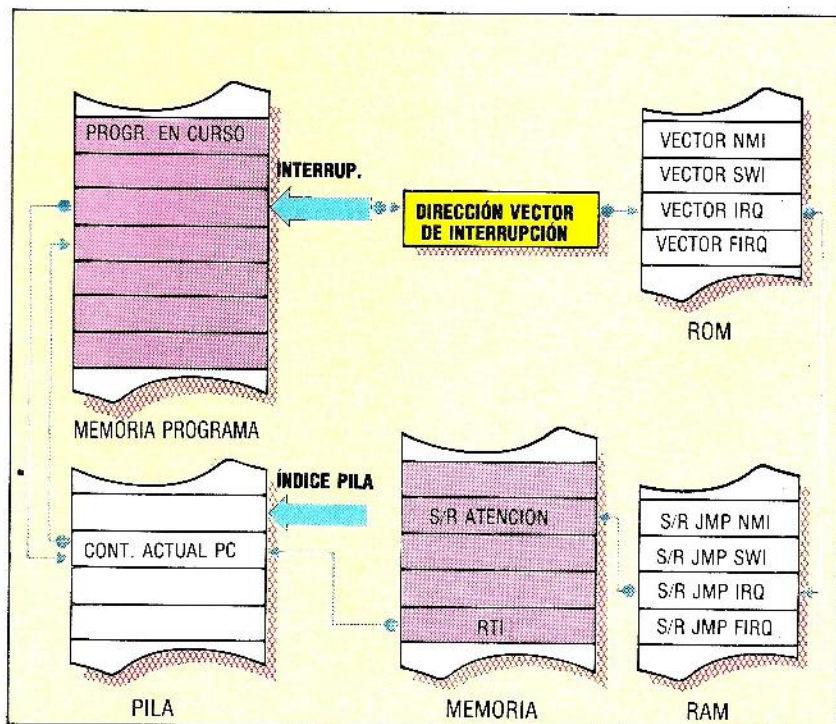 PROGR. EN CURSO
INTERRUP.
DIRECCIÓN VECTOR
DE INTERRUPCIÓN
VECTOR NMI
VECTOR SWI
VECTOR IRQ
VECTOR FIRQ
ROM
MEMORIA PROGRAMA
ÍNDICE PILA
CONT. ACTUAL PC
S/R ATENCION
RTI
S/R JMP NMI
S/R JMP SWI
S/R JMP IRQ
S/R JMP FIRQ
PILA
MEMORIA
RAM